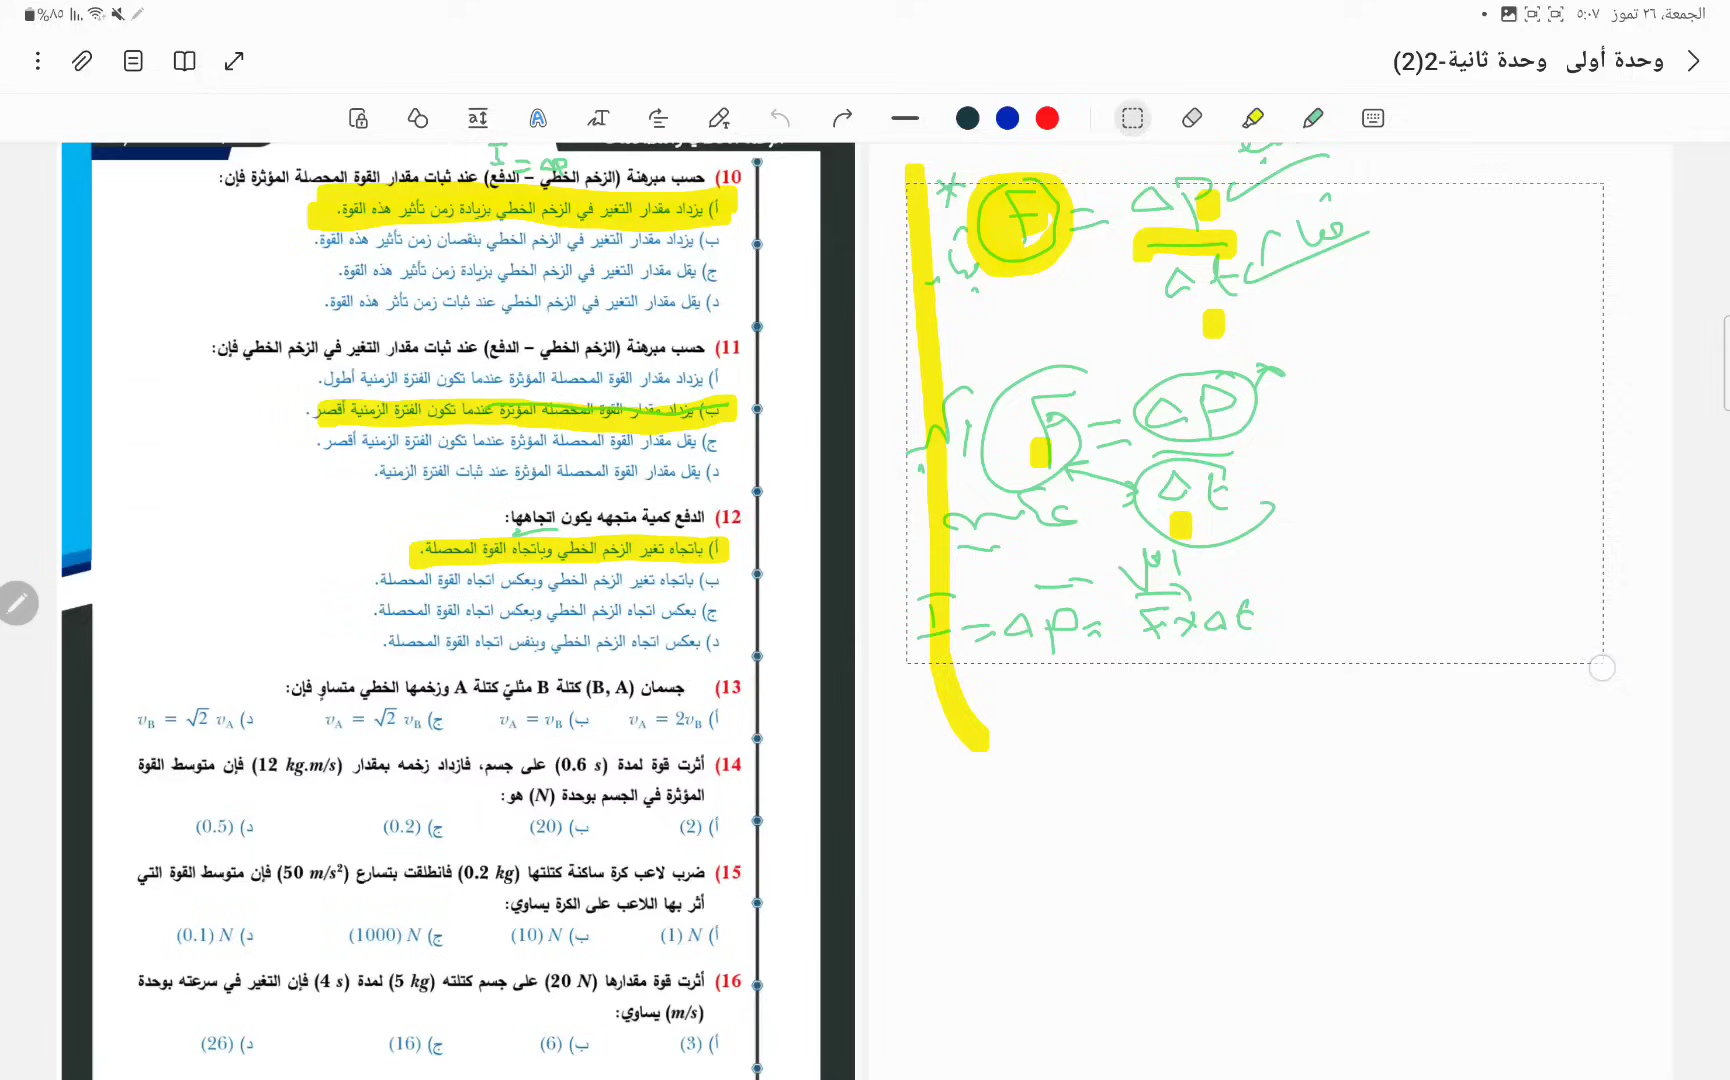 الجمعة، ٢٦ تموز ٥:٠٧
%٨٥
وحدة أولى وحدة ثانية-2(2)
I = ΔP
10) حسب مبرهنة (الزخم الخطي – الدفع) عند ثبات مقدار القوة المحصلة المؤثرة فإن:
أ) يزداد مقدار التغير في الزخم الخطي بزيادة زمن تأثير هذه القوة.
ب) يزداد مقدار التغير في الزخم الخطي بنقصان زمن تأثير هذه القوة.
ج) يقل مقدار التغير في الزخم الخطي بزيادة زمن تأثير هذه القوة.
د) يقل مقدار التغير في الزخم الخطي عند ثبات زمن تأثر هذه القوة.
11) حسب مبرهنة (الزخم الخطي – الدفع) عند ثبات مقدار التغير في الزخم الخطي فإن:
أ) يزداد مقدار القوة المحصلة المؤثرة عندما تكون الفترة الزمنية أطول.
ب) يزداد مقدار القوة المحصلة المؤثرة عندما تكون الفترة الزمنية أقصر.
ج) يقل مقدار القوة المحصلة المؤثرة عندما تكون الفترة الزمنية أقصر.
د) يقل مقدار القوة المحصلة المؤثرة عند ثبات الفترة الزمنية.
12) الدفع كمية متجهه يكون اتجاهها:
أ) باتجاه تغير الزخم الخطي وباتجاه القوة المحصلة.
ب) باتجاه تغير الزخم الخطي وبعكس اتجاه القوة المحصلة.
ج) بعكس اتجاه الزخم الخطي وبعكس اتجاه القوة المحصلة.
د) بعكس اتجاه الزخم الخطي وبنفس اتجاه القوة المحصلة.
13) جسمان (B, A) كتلة B مثليّ كتلة A وزخمها الخطي متساوٍ فإن:
أ) v_A = 2v_B ب) v_A = v_B ج) v_A = √2 v_B د) v_B = √2 v_A
14) أثرت قوة لمدة (0.6 s) على جسم، فازداد زخمه بمقدار (12 kg.m/s) فإن متوسط القوة
المؤثرة في الجسم بوحدة (N) هو:
أ) (2) ب) (20) ج) (0.2) د) (0.5)
15) ضرب لاعب كرة ساكنة كتلتها (0.2 kg) فانطلقت بتسارع (50 m/s²) فإن متوسط القوة التي
أثر بها اللاعب على الكرة يساوي:
أ) (1) N ب) (10) N ج) (1000) N د) (0.1) N
16) أثرت قوة مقدارها (20 N) على جسم كتلته (5 kg) لمدة (4 s) فإن التغير في سرعته بوحدة
(m/s) يساوي:
أ) (3) ب) (6) ج) (16) د) (26)
* F = ΔP
Δt
F = ΔP
Δt
I = ΔP = F×Δt